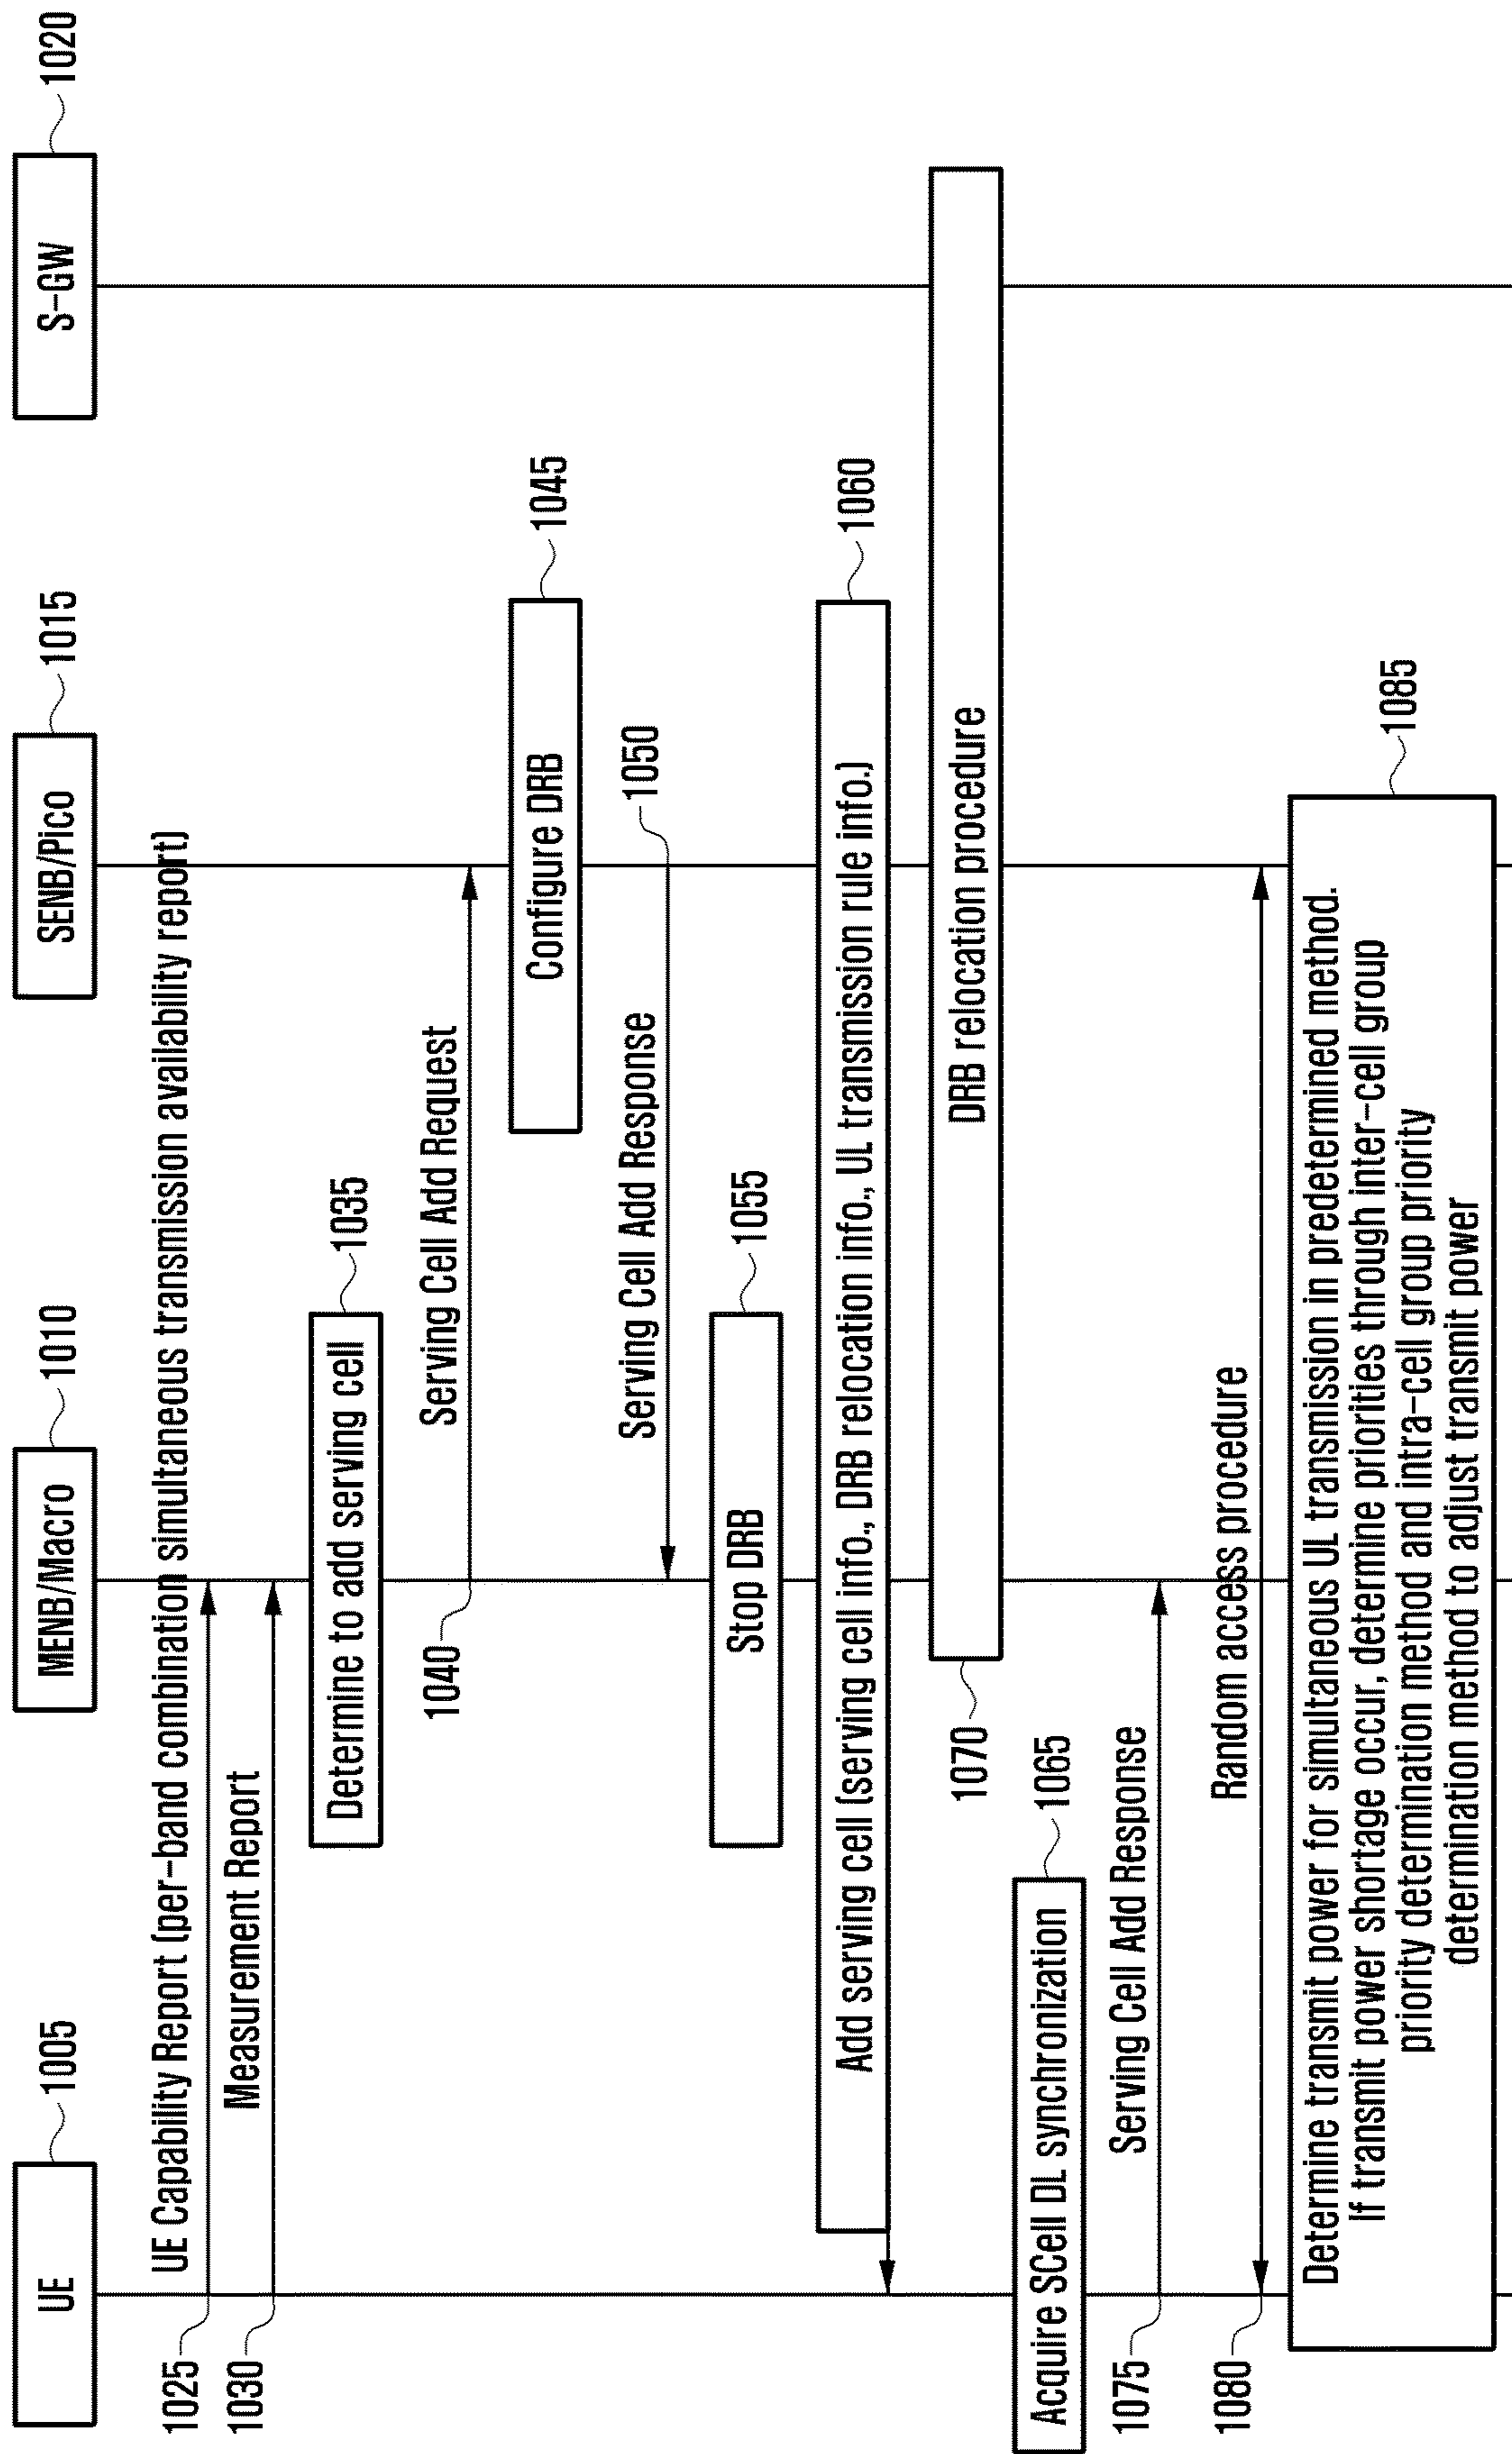 UE
1005
MENB/Macro
1010
SENB/Pico
1015
S-GW
1020
UE Capability Report (per-band combination simultaneous transmission availability report)
1025
Measurement Report
1030
Determine to add serving cell
1035
Serving Cell Add Request
1040
Configure DRB
1045
Serving Cell Add Response
1050
Stop DRB
1055
Add serving cell (serving cell info., DRB relocation info., UL transmission rule info.)
1060
DRB relocation procedure
1070
Acquire SCell DL synchronization
1065
Serving Cell Add Response
1075
Random access procedure
1080
Determine transmit power for simultaneous UL transmission in predetermined method.
If transmit power shortage occur, determine priorities through inter-cell group
priority determination method and intra-cell group priority
determination method to adjust transmit power
1085